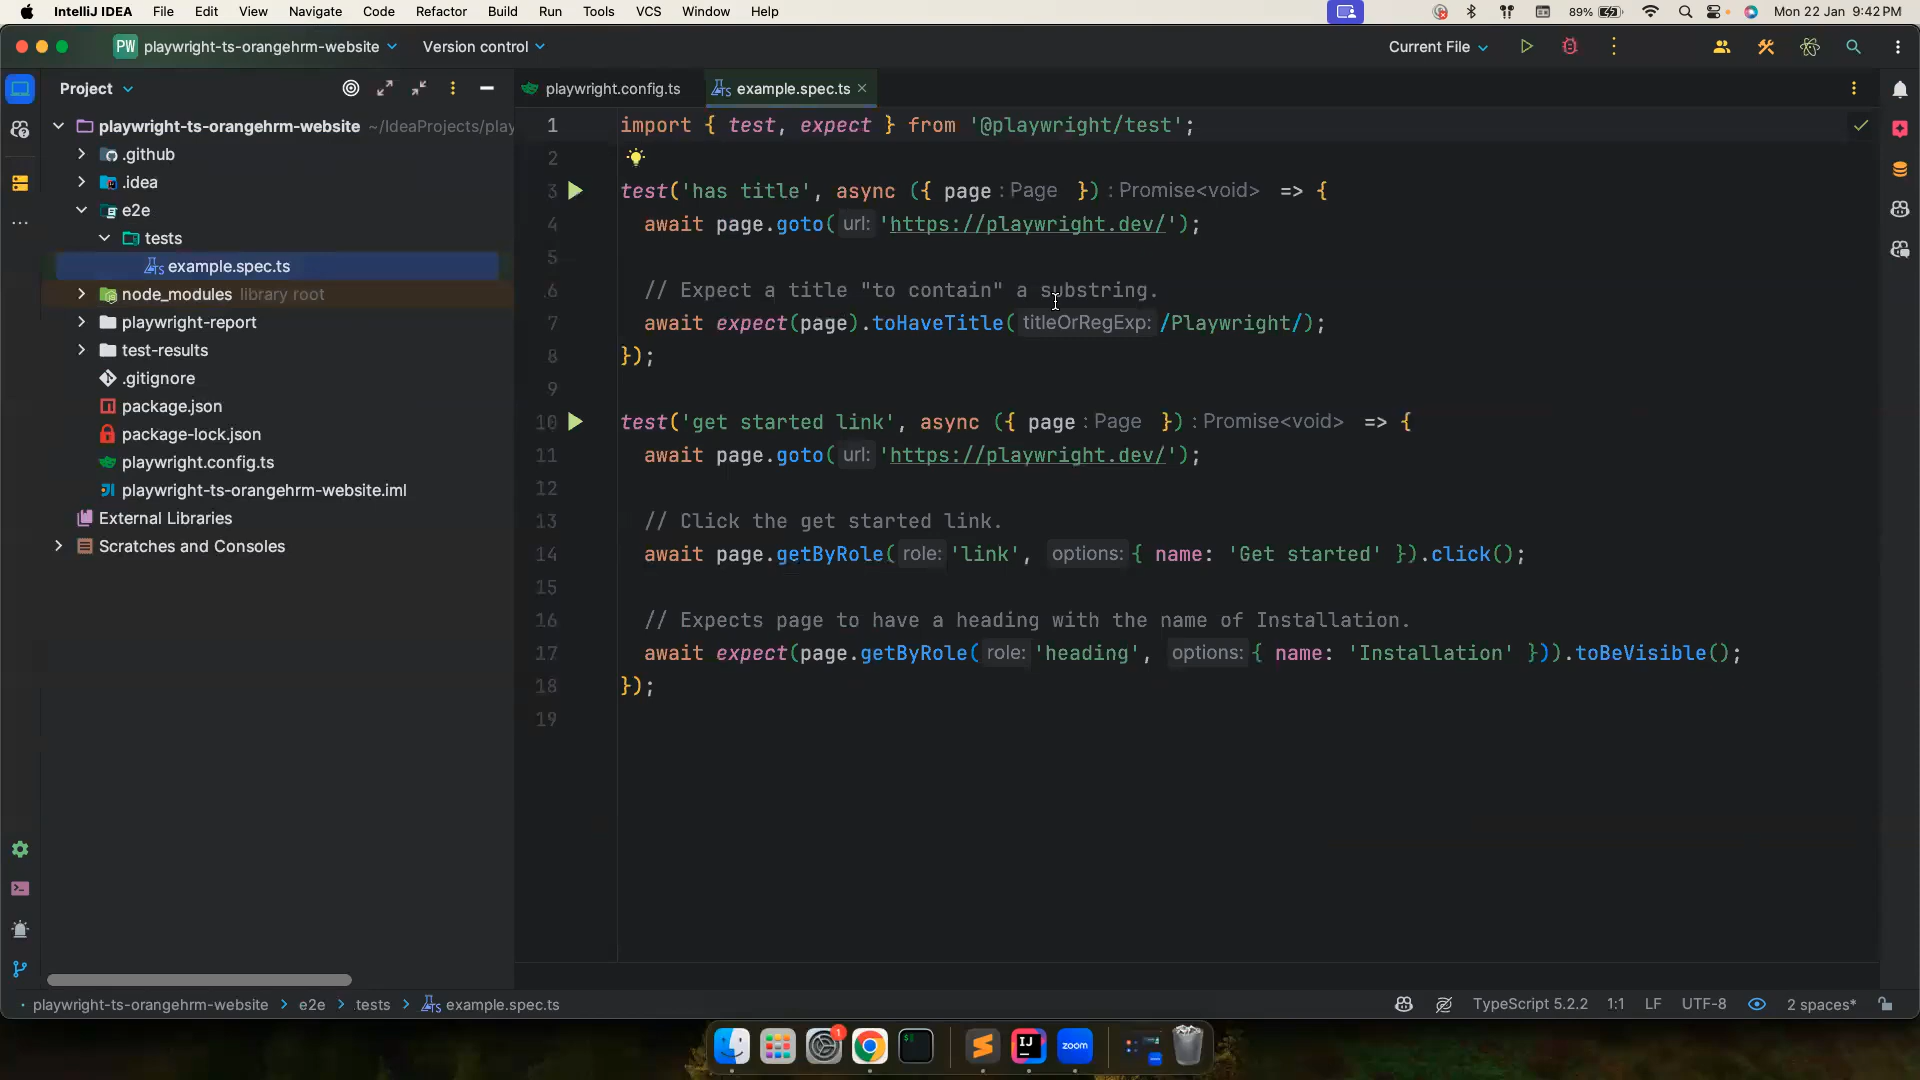 IntelliJ IDEA File Edit View Navigate Code Refactor Build Run Tools VCS Window Help 89% Mon 22 Jan 9:42 PM
PW playwright-ts-orangehrm-website Version control Current File
Project
playwright.config.ts example.spec.ts
playwright-ts-orangehrm-website ~/IdeaProjects/play
.github
.idea
e2e
tests
TS example.spec.ts
node_modules library root
playwright-report
test-results
.gitignore
package.json
package-lock.json
playwright.config.ts
playwright-ts-orangehrm-website.iml
External Libraries
Scratches and Consoles
1 import { test, expect } from '@playwright/test';
2
3 test('has title', async ({ page : Page }) : Promise<void> => {
4 await page.goto( url: 'https://playwright.dev/');
5
6 // Expect a title "to contain" a substring.
7 await expect(page).toHaveTitle( titleOrRegExp: /Playwright/);
8 });
9
10 test('get started link', async ({ page : Page }) : Promise<void> => {
11 await page.goto( url: 'https://playwright.dev/');
12
13 // Click the get started link.
14 await page.getByRole( role: 'link', options: { name: 'Get started' }).click();
15
16 // Expects page to have a heading with the name of Installation.
17 await expect(page.getByRole( role: 'heading', options: { name: 'Installation' })).toBeVisible();
18 });
19
playwright-ts-orangehrm-website > e2e > tests > TS example.spec.ts TypeScript 5.2.2 1:1 LF UTF-8 2 spaces*
1
IJ
zoom